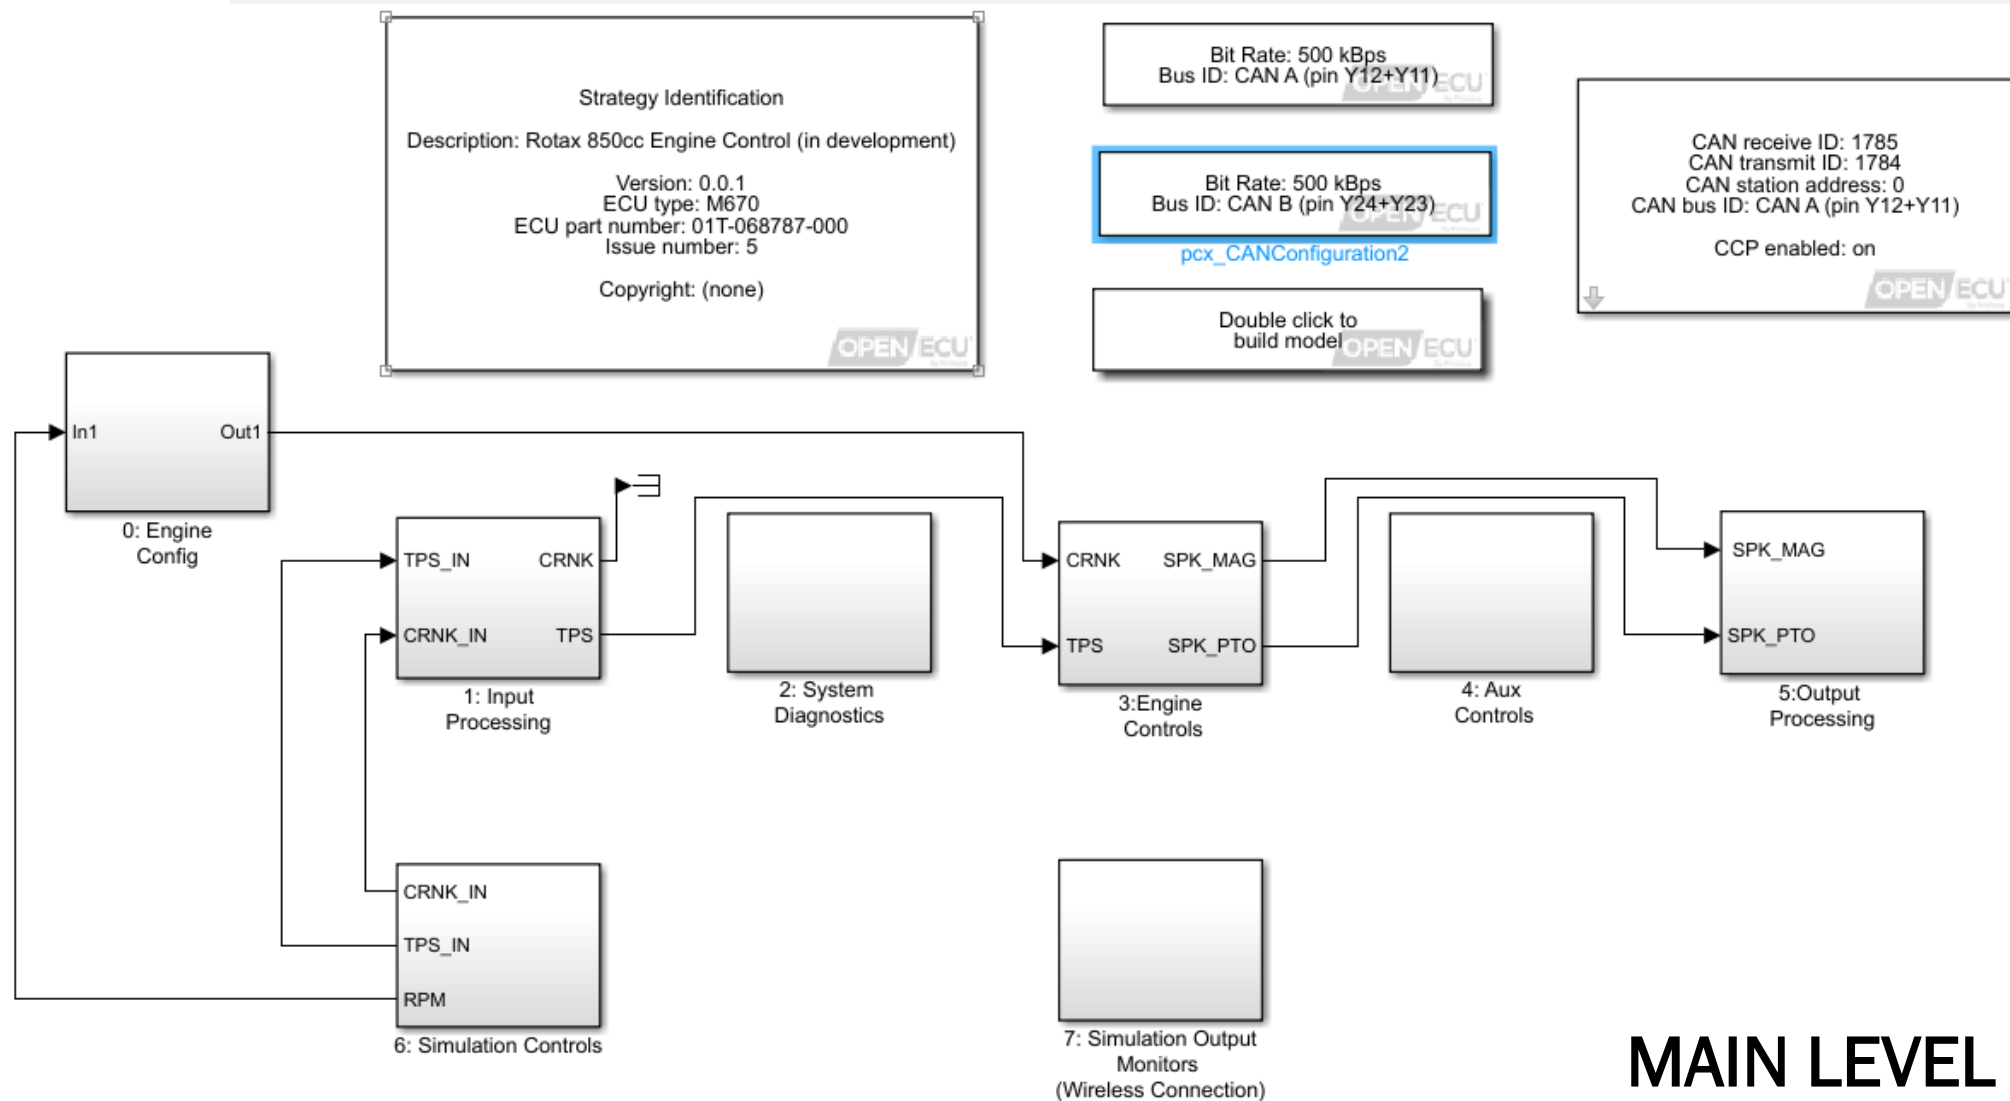 Strategy Identification
Description: Rotax 850cc Engine Control (in development)
Version: 0.0.1
ECU type: M670
ECU part number: 01T-068787-000
Issue number: 5
Copyright: (none)
OPEN ECU
Bit Rate: 500 kBps
Bus ID: CAN A (pin Y12+Y11)
OPEN ECU
Bit Rate: 500 kBps
Bus ID: CAN B (pin Y24+Y23)
OPEN ECU
pcx_CANConfiguration2
Double click to
build model
OPEN ECU
CAN receive ID: 1785
CAN transmit ID: 1784
CAN station address: 0
CAN bus ID: CAN A (pin Y12+Y11)
CCP enabled: on
OPEN ECU
In1
Out1
0: Engine
Config
TPS_IN
CRNK
CRNK_IN
TPS
1: Input
Processing
2: System
Diagnostics
CRNK
SPK_MAG
TPS
SPK_PTO
3:Engine
Controls
4: Aux
Controls
SPK_MAG
SPK_PTO
5:Output
Processing
CRNK_IN
TPS_IN
RPM
6: Simulation Controls
7: Simulation Output
Monitors
(Wireless Connection)
MAIN LEVEL